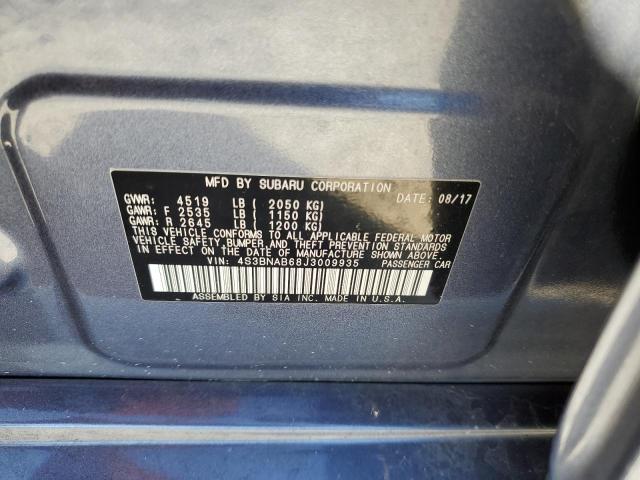 MFD BY SUBARU CORPORATION
GVWR: 4519 LB ( 2050 KG) DATE: 08/17
GAWR: F 2535 LB ( 1150 KG)
GAWR: R 2645 LB ( 1200 KG)
THIS VEHICLE CONFORMS TO ALL APPLICABLE FEDERAL MOTOR
VEHICLE SAFETY, BUMPER, AND THEFT PREVENTION STANDARDS
IN EFFECT ON THE DATE OF MANUFACTURE SHOWN ABOVE.
VIN: 4S3BNAB68J3009935 PASSENGER CAR
ASSEMBLED BY SIA INC. MADE IN U.S.A.